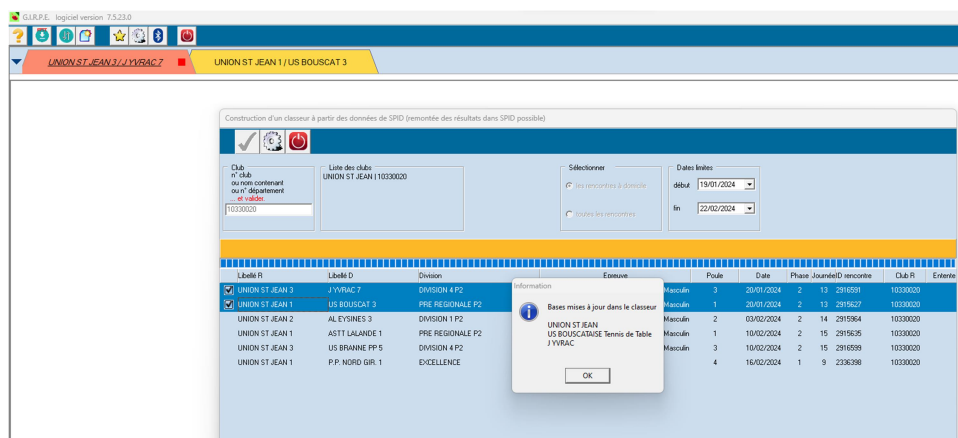 G.I.R.P.E. logiciel version 7.5.23.0
UNION ST JEAN 3 / J YVRAC 7
UNION ST JEAN 1 / US BOUSCAT 3
Construction d'un classeur à partir des données de SPID (remontée des résultats dans SPID possible)
Club
n° club
ou nom contenant
ou n° département
... et valider.
10330020
Liste des clubs
UNION ST JEAN | 10330020
Sélectionner
les rencontres à domicile
toutes les rencontres
Dates limites
début 19/01/2024
fin 22/02/2024
Libellé R Libellé D Division Epreuve Poule Date Phase Journée ID rencontre Club R Entente
UNION ST JEAN 3 J YVRAC 7 DIVISION 4 P2 Masculin 3 20/01/2024 2 13 2916591 10330020
UNION ST JEAN 1 US BOUSCAT 3 PRE REGIONALE P2 Masculin 1 20/01/2024 2 13 2915627 10330020
UNION ST JEAN 2 AL EYSINES 3 DIVISION 1 P2 Masculin 2 03/02/2024 2 14 2915964 10330020
UNION ST JEAN 1 ASTT LALANDE 1 PRE REGIONALE P2 Masculin 1 10/02/2024 2 15 2915635 10330020
UNION ST JEAN 3 US BRANNE PP 5 DIVISION 4 P2 Masculin 3 10/02/2024 2 15 2916599 10330020
UNION ST JEAN 1 P.P. NORD GIR. 1 EXCELLENCE 4 16/02/2024 1 9 2336398 10330020
Information
Bases mises à jour dans le classeur
UNION ST JEAN
US BOUSCATAISE Tennis de Table
J YVRAC
OK